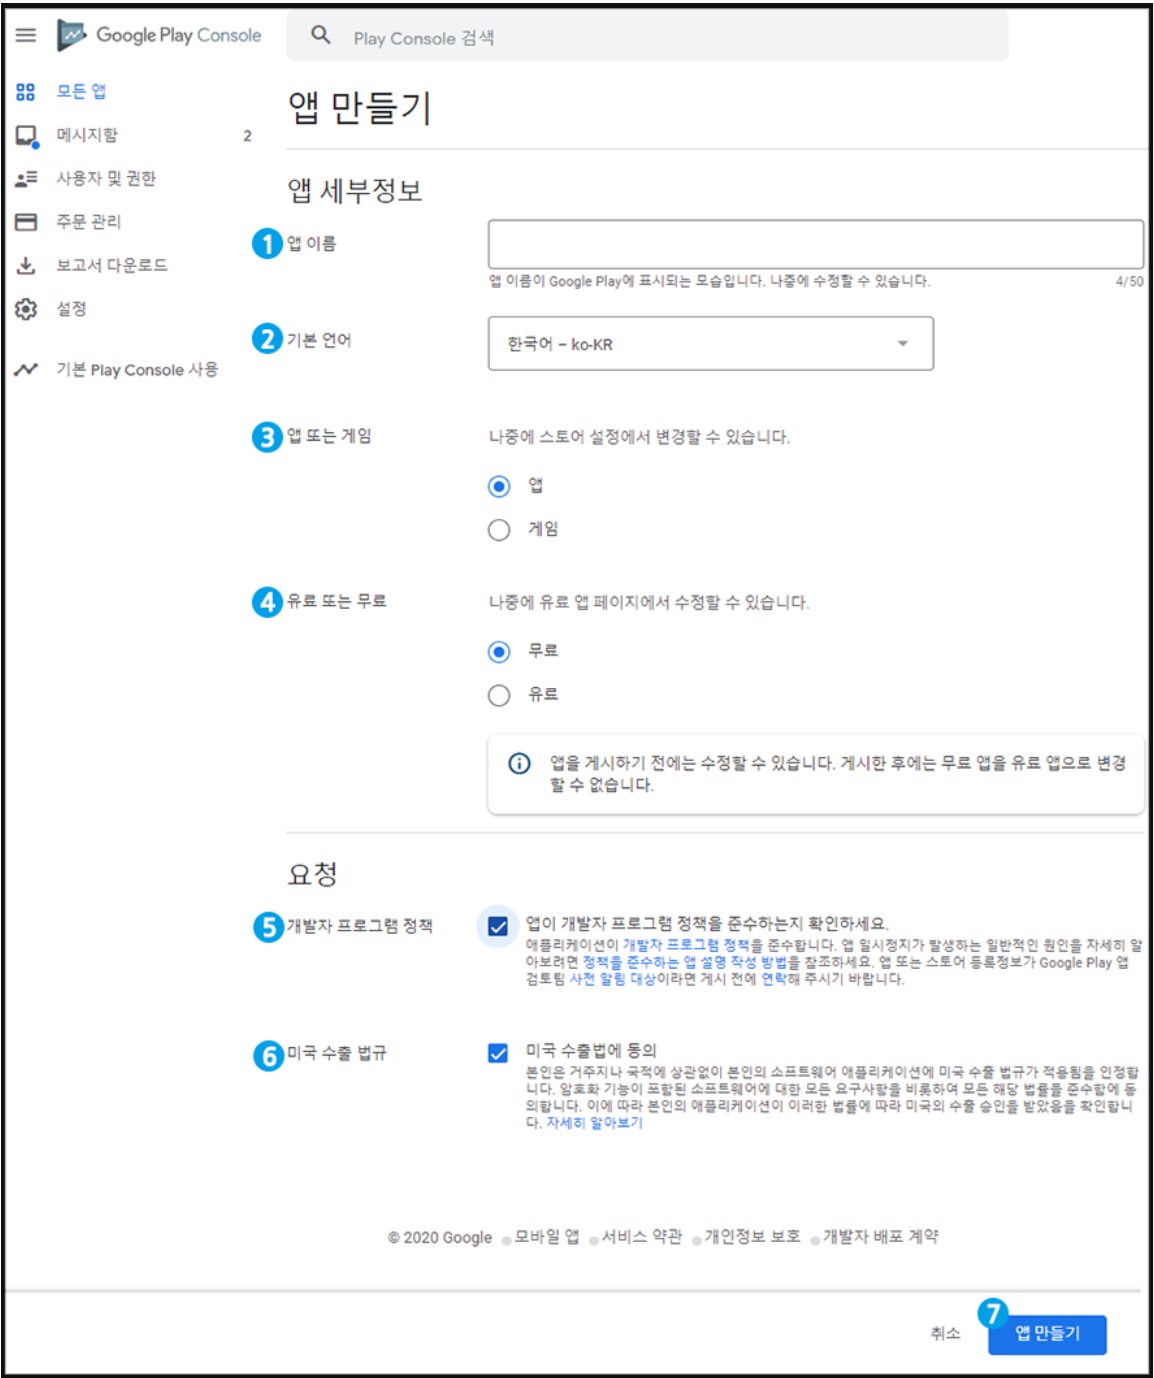 Google Play Console
Play Console 검색
모든 앱
메시지함 2
사용자 및 권한
주문 관리
보고서 다운로드
설정
기본 Play Console 사용
앱 만들기
앱 세부정보
1 앱 이름
앱 이름이 Google Play에 표시되는 모습입니다. 나중에 수정할 수 있습니다. 4/50
2 기본 언어
한국어 – ko-KR
3 앱 또는 게임
나중에 스토어 설정에서 변경할 수 있습니다.
앱
게임
4 유료 또는 무료
나중에 유료 앱 페이지에서 수정할 수 있습니다.
무료
유료
앱을 게시하기 전에는 수정할 수 있습니다. 게시한 후에는 무료 앱을 유료 앱으로 변경
할 수 없습니다.
요청
5 개발자 프로그램 정책
앱이 개발자 프로그램 정책을 준수하는지 확인하세요.
애플리케이션이 개발자 프로그램 정책을 준수합니다. 앱 일시정지가 발생하는 일반적인 원인을 자세히 알
아보려면 정책을 준수하는 앱 설명 작성 방법을 참조하세요. 앱 또는 스토어 등록정보가 Google Play 앱
검토팀 사전 알림 대상이라면 게시 전에 연락해 주시기 바랍니다.
6 미국 수출 법규
미국 수출법에 동의
본인은 거주지나 국적에 상관없이 본인의 소프트웨어 애플리케이션에 미국 수출 법규가 적용됨을 인정합
니다. 암호화 기능이 포함된 소프트웨어에 대한 모든 요구사항을 비롯하여 모든 해당 법률을 준수함에 동
의합니다. 이에 따라 본인의 애플리케이션이 이러한 법률에 따라 미국의 수출 승인을 받았음을 확인합니
다. 자세히 알아보기
© 2020 Google 모바일 앱 서비스 약관 개인정보 보호 개발자 배포 계약
취소
7 앱 만들기